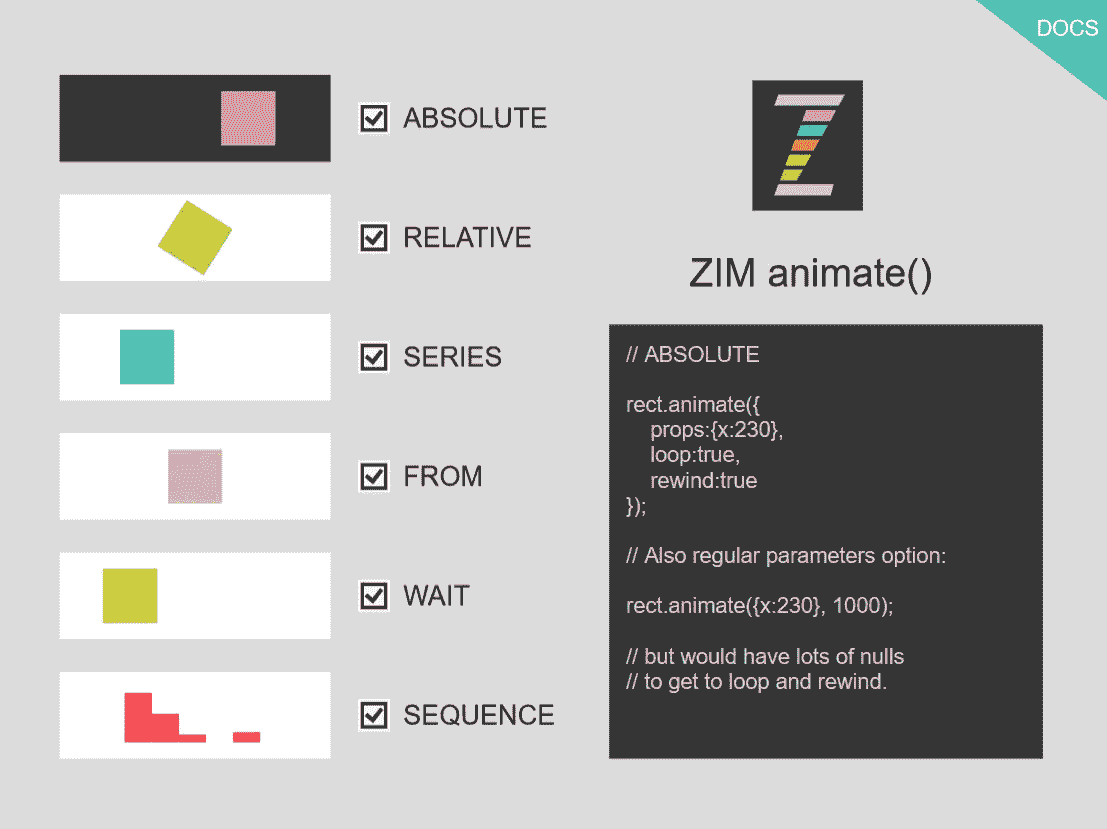 DOCS
ABSOLUTE
RELATIVE
SERIES
FROM
WAIT
SEQUENCE
ZIM animate()
// ABSOLUTE
rect.animate({
props:{x:230},
loop:true,
rewind:true
});
// Also regular parameters option:
rect.animate({x:230}, 1000);
// but would have lots of nulls
// to get to loop and rewind.